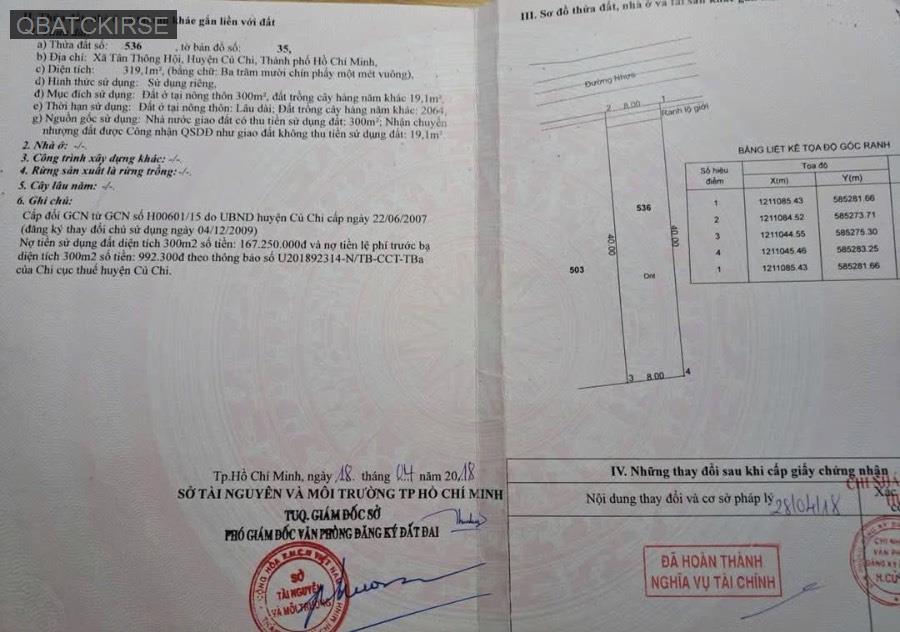 QBATCKIRSE
khác gắn liền với đất
a) Thửa đất số: 536 , tờ bản đồ số: 35,
b) Địa chỉ: Xã Tân Thông Hội, Huyện Củ Chi, Thành phố Hồ Chí Minh,
c) Diện tích: 319,1m², (bằng chữ: Ba trăm mười chín phẩy một mét vuông),
d) Hình thức sử dụng: Sử dụng riêng,
đ) Mục đích sử dụng: Đất ở tại nông thôn 300m², đất trồng cây hàng năm khác 19,1m²,
e) Thời hạn sử dụng: Đất ở tại nông thôn: Lâu dài; Đất trồng cây hàng năm khác: 2064,
g) Nguồn gốc sử dụng: Nhà nước giao đất có thu tiền sử dụng đất: 300m²; Nhận chuyển
nhượng đất được Công nhận QSDĐ như giao đất không thu tiền sử dụng đất: 19,1m².
2. Nhà ở: -/-.
3. Công trình xây dựng khác: -/-.
4. Rừng sản xuất là rừng trồng: -/-.
5. Cây lâu năm: -/-.
6. Ghi chú:
Cấp đổi GCN từ GCN số H00601/15 do UBND huyện Củ Chi cấp ngày 22/06/2007
(đăng ký thay đổi chủ sử dụng ngày 04/12/2009)
Nợ tiền sử dụng đất diện tích 300m2 số tiền: 167.250.000đ và nợ tiền lệ phí trước bạ
diện tích 300m2 số tiền: 992.300đ theo thông báo số U201892314-N/TB-CCT-TBa
của Chi cục thuế huyện Củ Chi.
Tp.Hồ Chí Minh, ngày 18 tháng 04 năm 2018
SỞ TÀI NGUYÊN VÀ MÔI TRƯỜNG TP HỒ CHÍ MINH
TUQ. GIÁM ĐỐC SỞ
PHÓ GIÁM ĐỐC VĂN PHÒNG ĐĂNG KÝ ĐẤT ĐAI
SỞ
TÀI NGUYÊN
VÀ MÔI TRƯỜNG
III. Sơ đồ thửa đất, nhà ở và tài sản khác
Đường Nhựa
2 8.00 1
Ranh lộ giới
536
40.00
40.00
503
Dnt
3 8.00 4
BẢNG LIỆT KÊ TỌA ĐỘ GÓC RANH
Số hiệu điểm Tọa độ
X(m) Y(m)
1 1211085.43 585281.66
2 1211084.52 585273.71
3 1211044.55 585275.30
4 1211045.46 585283.25
1 1211085.43 585281.66
IV. Những thay đổi sau khi cấp giấy chứng nhận
Nội dung thay đổi và cơ sở pháp lý
28/04/18
ĐÃ HOÀN THÀNH
NGHĨA VỤ TÀI CHÍNH